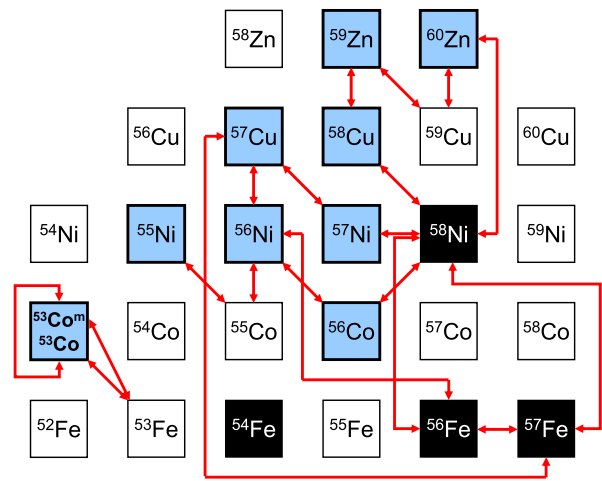 ⁵⁸Zn ⁵⁹Zn ⁶⁰Zn
⁵⁶Cu ⁵⁷Cu ⁵⁸Cu ⁵⁹Cu ⁶⁰Cu
⁵⁴Ni ⁵⁵Ni ⁵⁶Ni ⁵⁷Ni ⁵⁸Ni ⁵⁹Ni
⁵³Coᵐ
⁵³Co ⁵⁴Co ⁵⁵Co ⁵⁶Co ⁵⁷Co ⁵⁸Co
⁵²Fe ⁵³Fe ⁵⁴Fe ⁵⁵Fe ⁵⁶Fe ⁵⁷Fe